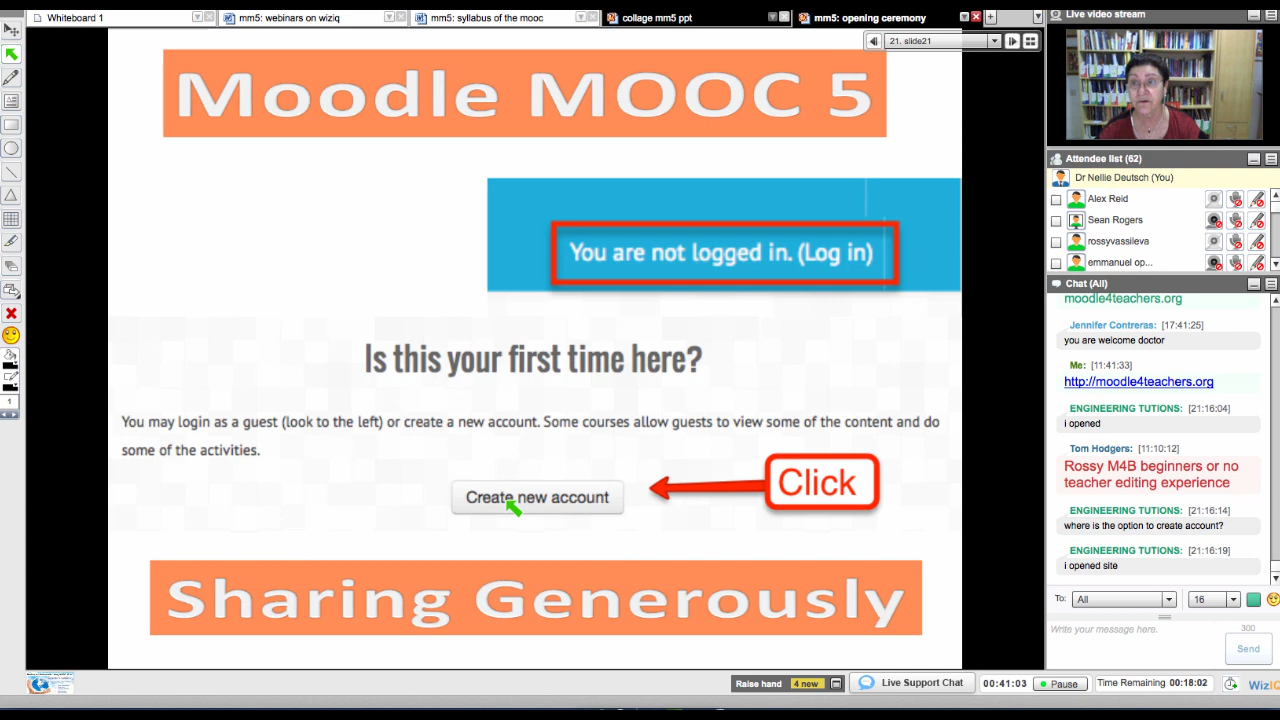 Whiteboard 1
mm5: webinars on wiziq
mm5: syllabus of the mooc
collage mm5 ppt
mm5: opening ceremony
21. slide21
Moodle MOOC 5
You are not logged in. (Log in)
Is this your first time here?
You may login as a guest (look to the left) or create a new account. Some courses allow guests to view some of the content and do
some of the activities.
Create new account
Click
Sharing Generously
1
Live video stream
Attendee list (62)
Dr Nellie Deutsch (You)
Alex Reid
Sean Rogers
rossyvassileva
emmanuel op...
Chat (All)
moodle4teachers.org
Jennifer Contreras: [17:41:25]
you are welcome doctor
Me: [11:41:33]
http://moodle4teachers.org
ENGINEERING TUTIONS: [21:16:04]
i opened
Tom Hodgers: [11:10:12]
Rossy M4B beginners or no
teacher editing experience
ENGINEERING TUTIONS: [21:16:14]
where is the option to create account?
ENGINEERING TUTIONS: [21:16:19]
i opened site
To: All 16
Write your message here. 300
Send
Raise hand 4 new
Live Support Chat
00:41:03
Pause
Time Remaining 00:18:02
WizIQ